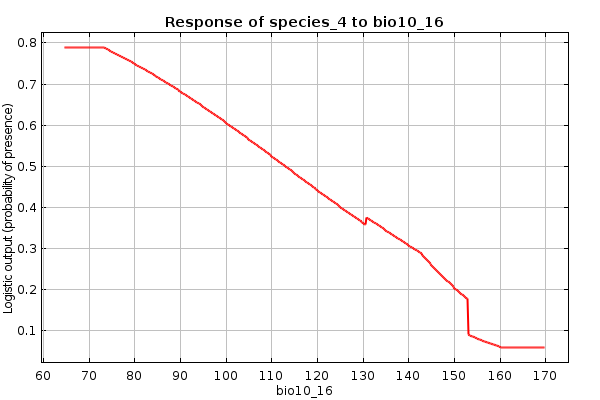 Response of species_4 to bio10_16
Logistic output (probability of presence)
0.8
0.7
0.6
0.5
0.4
0.3
0.2
0.1
60 70 80 90 100 110 120 130 140 150 160 170
bio10_16